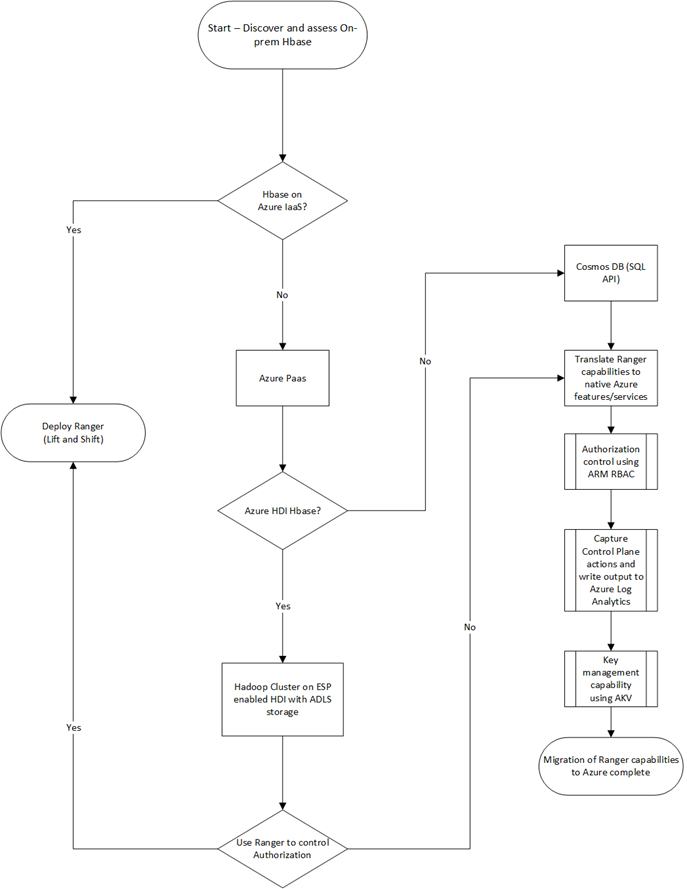 Start – Discover and assess On-
prem Hbase
Hbase on
Azure IaaS?
Yes
No
Cosmos DB (SQL
API)
No
Azure Paas
Translate Ranger
capabilities to
native Azure
features/services
Deploy Ranger
(Lift and Shift)
Authorization
control using
ARM RBAC
Azure HDI Hbase?
Capture
Control Plane
actions and
write output to
Azure Log
Analytics
Yes
No
Key
management
capability
using AKV
Hadoop Cluster on ESP
enabled HDI with ADLS
storage
Yes
Migration of Ranger capabilities
to Azure complete
Use Ranger to control
Authorization